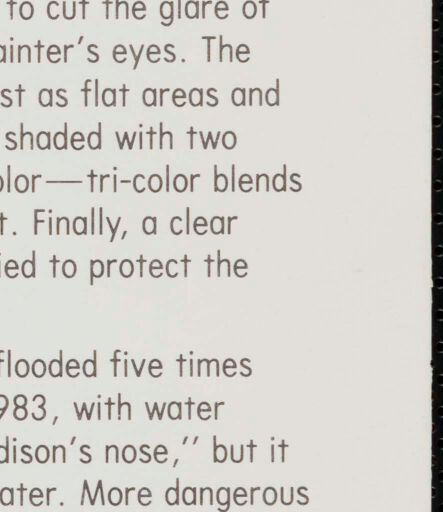 to cut the glare of
ainter's eyes. The
st as flat areas and
shaded with two
olor—tri-color blends
t. Finally, a clear
ied to protect the
flooded five times
983, with water
dison's nose,'' but it
ater. More dangerous